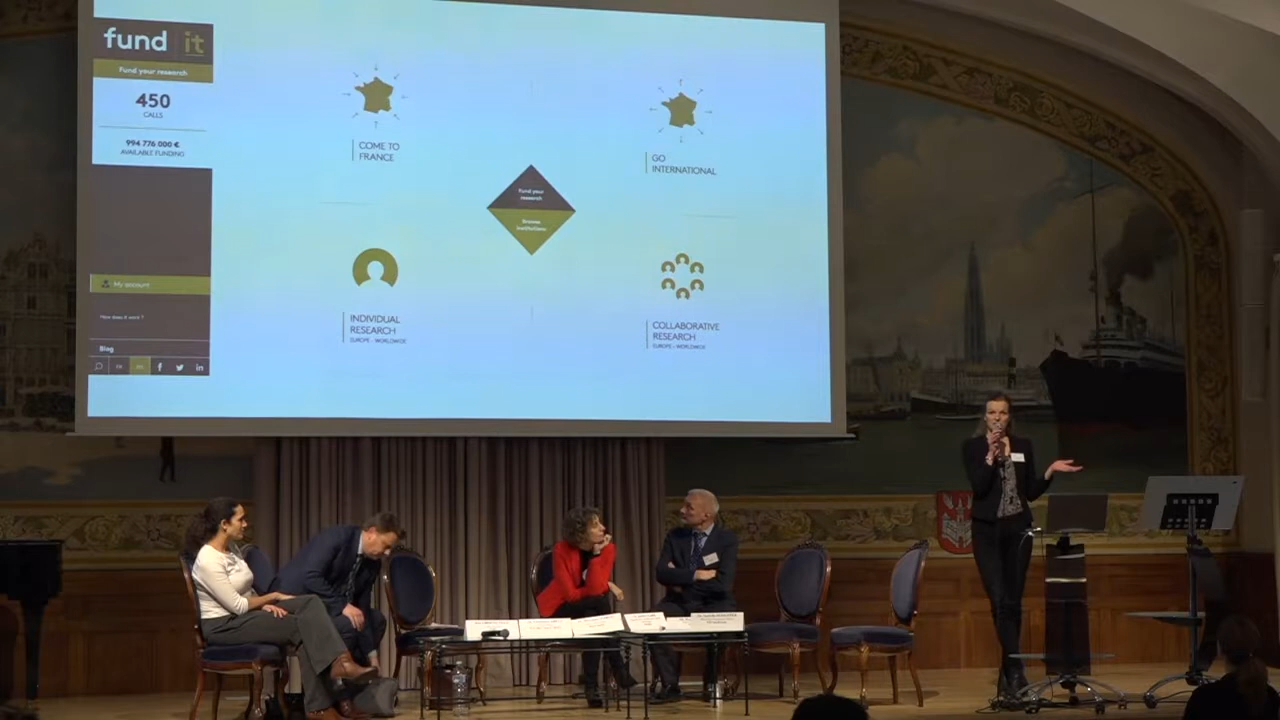 fund it
Fund your research
450
CALLS
994 776 000 €
AVAILABLE FUNDING
My account
How does it work ?
Blog
COME TO
FRANCE
GO
INTERNATIONAL
Fund your
research
Browse
institutions
INDIVIDUAL
RESEARCH
EUROPE - WORLDWIDE
COLLABORATIVE
RESEARCH
EUROPE - WORLDWIDE